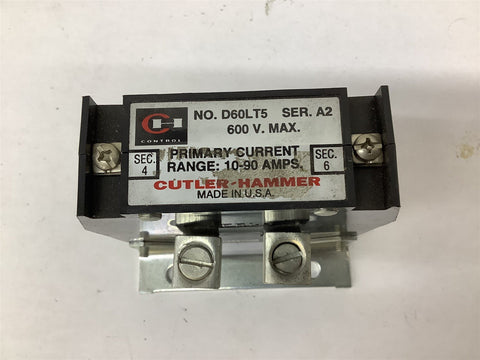 NO. D60LT5 SER. A2
600 V. MAX.
CONTROL
SEC. 4
PRIMARY CURRENT
RANGE: 10-90 AMPS.
SEC. 6
CUTLER-HAMMER
MADE IN U.S.A.